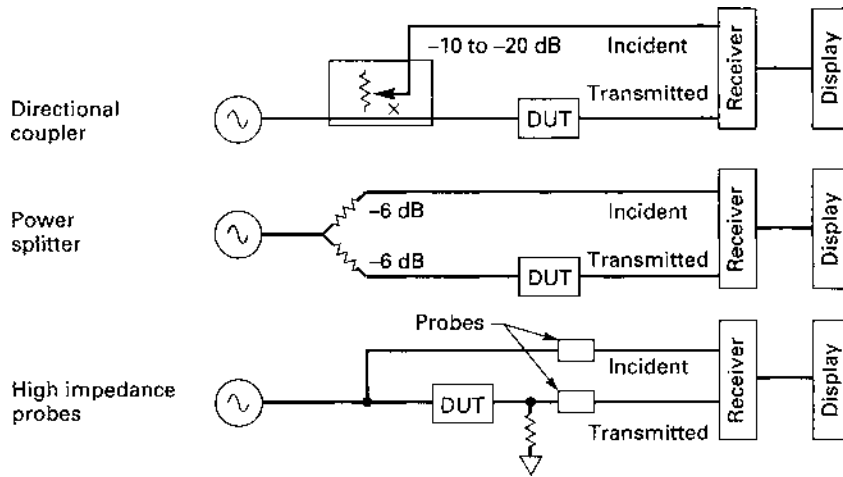 –10 to –20 dB
Incident
Directional
coupler
×
DUT
Transmitted
Receiver
Display
Power
splitter
–6 dB
–6 dB
Incident
DUT
Transmitted
Receiver
Display
Probes
High impedance
probes
DUT
Incident
Transmitted
Receiver
Display